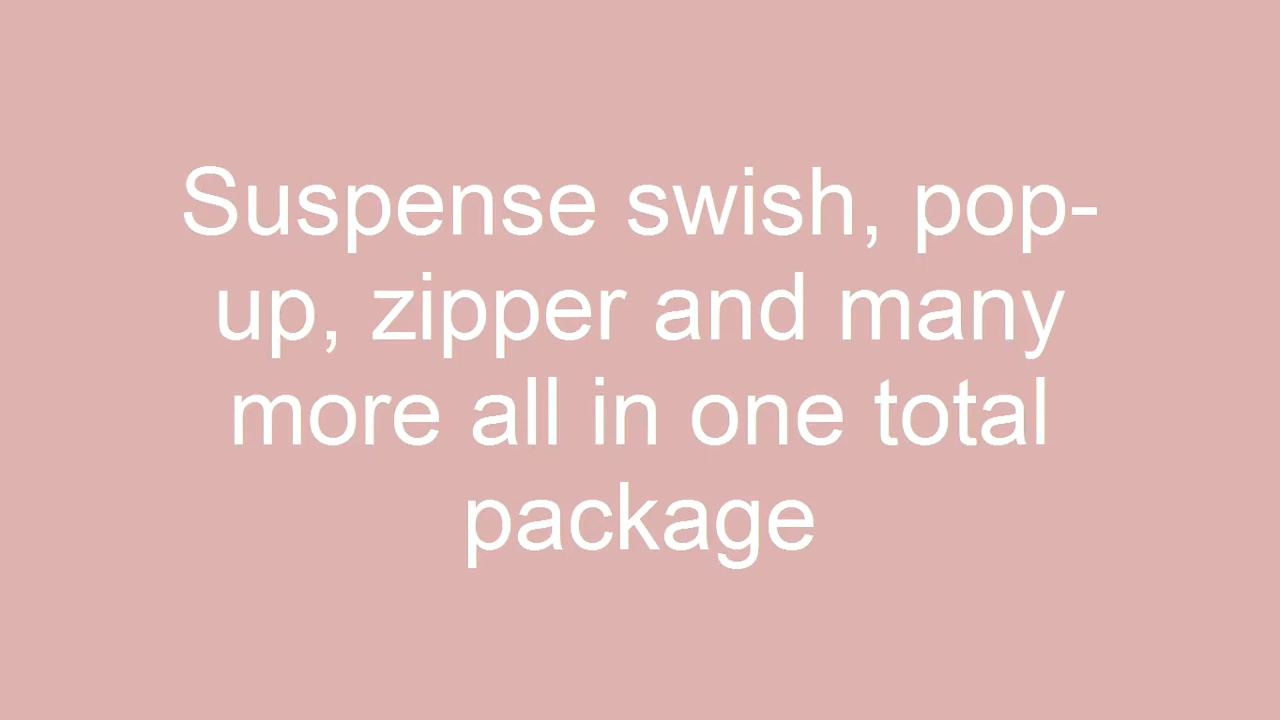 Suspense swish, pop-
up, zipper and many
more all in one total
package